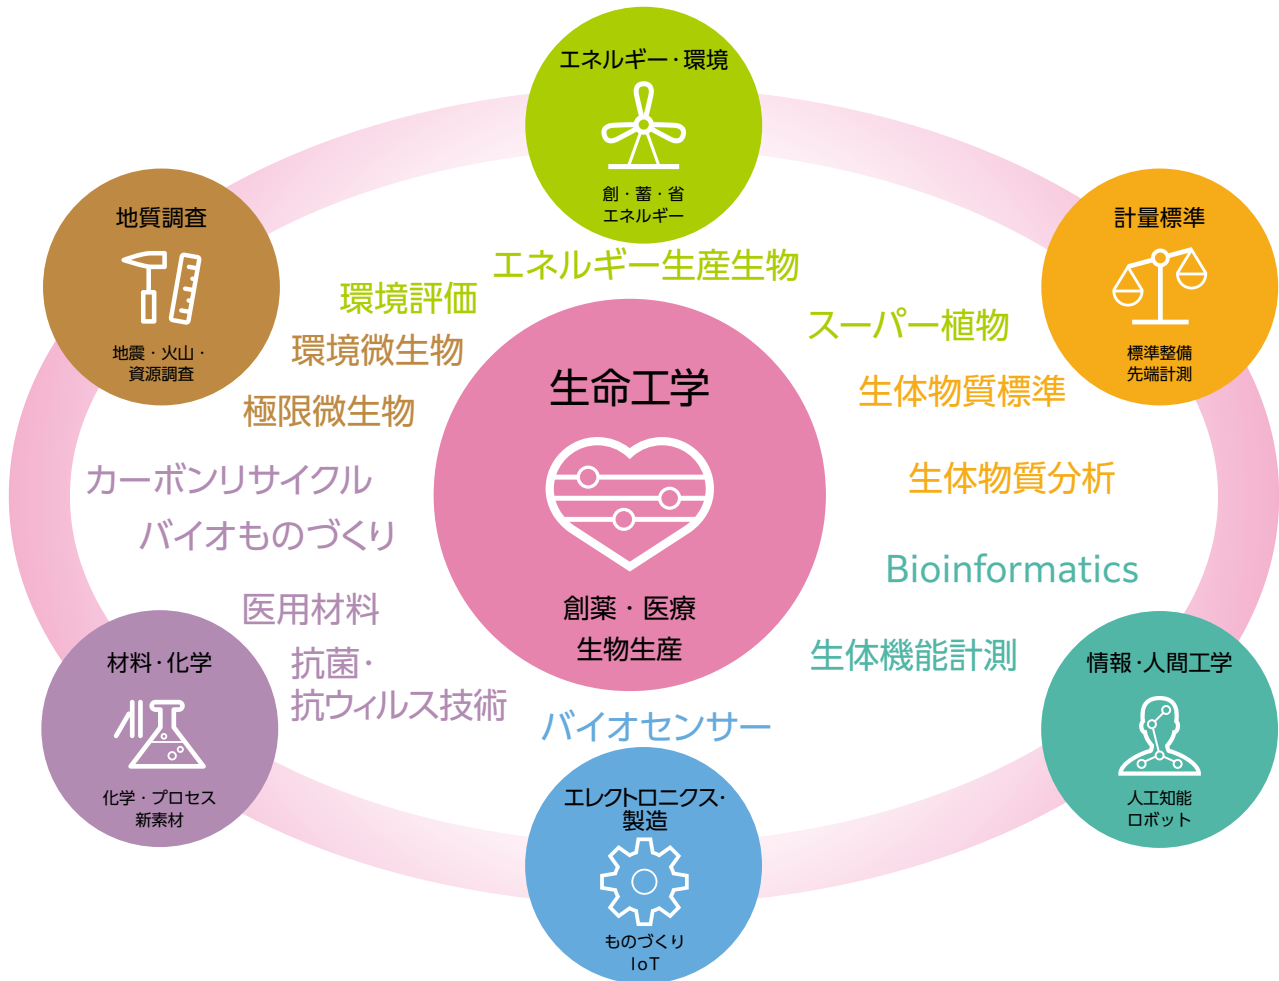 エネルギー・環境
創・蓄・省
エネルギー
地質調査
地震・火山・
資源調査
計量標準
標準整備
先端計測
エネルギー生産生物
環境評価
環境微生物
極限微生物
スーパー植物
生体物質標準
生体物質分析
生命工学
創薬・医療
生物生産
カーボンリサイクル
バイオものづくり
医用材料
抗菌・
抗ウィルス技術
Bioinformatics
生体機能計測
バイオセンサー
材料・化学
化学・プロセス
新素材
エレクトロニクス・
製造
ものづくり
IoT
情報・人間工学
人工知能
ロボット